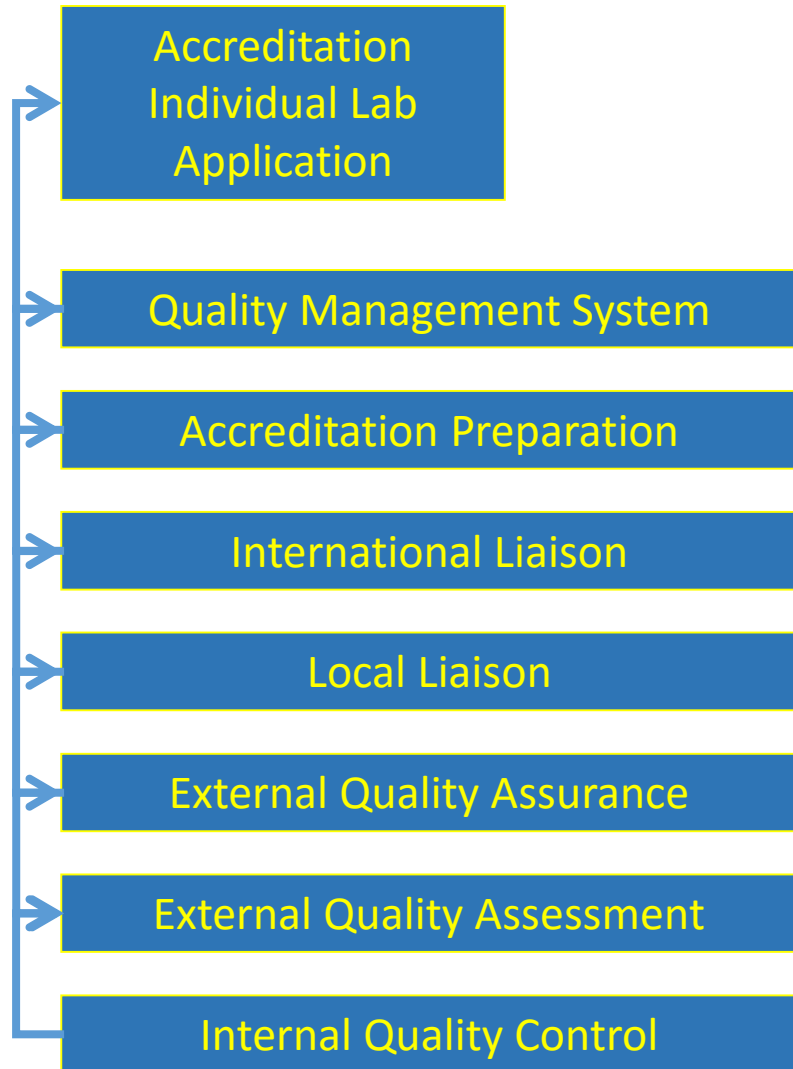 Accreditation
Individual Lab
Application
Quality Management System
Accreditation Preparation
International Liaison
Local Liaison
External Quality Assurance
External Quality Assessment
Internal Quality Control